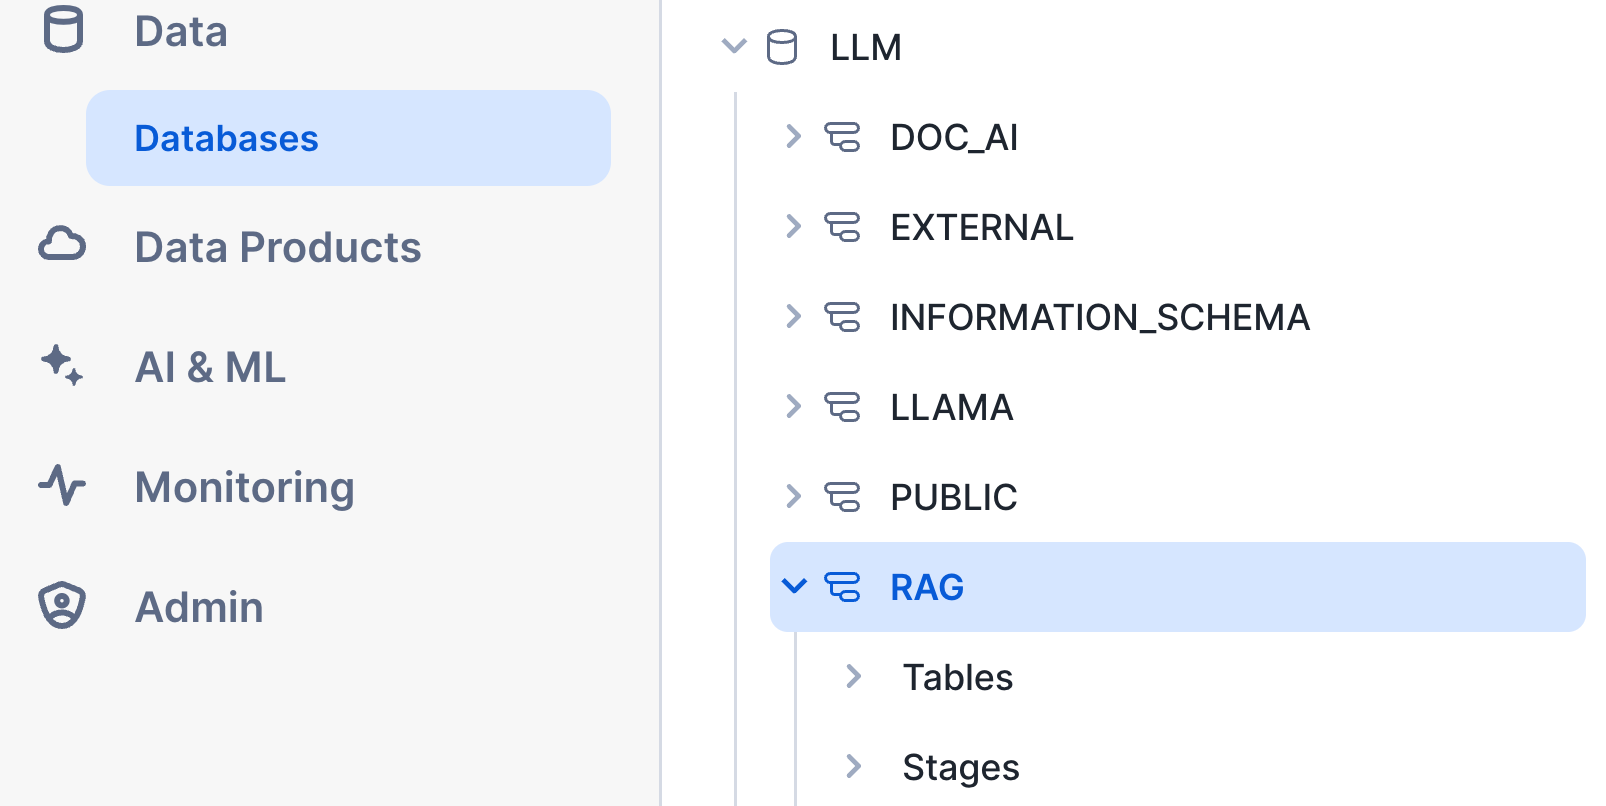 Data
Databases
Data Products
AI & ML
Monitoring
Admin
LLM
DOC_AI
EXTERNAL
INFORMATION_SCHEMA
LLAMA
PUBLIC
RAG
Tables
Stages